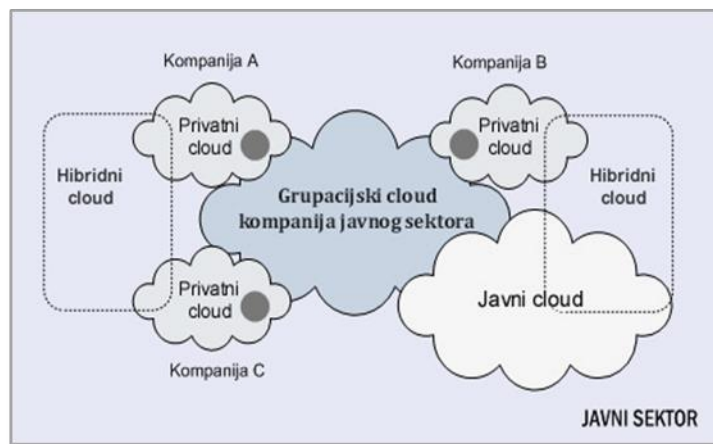 Kompanija A
Kompanija B
Privatni
cloud
Privatni
cloud
Hibridni
cloud
Hibridni
cloud
Grupacijski cloud
kompanija javnog sektora
Privatni
cloud
Javni cloud
Kompanija C
JAVNI SEKTOR